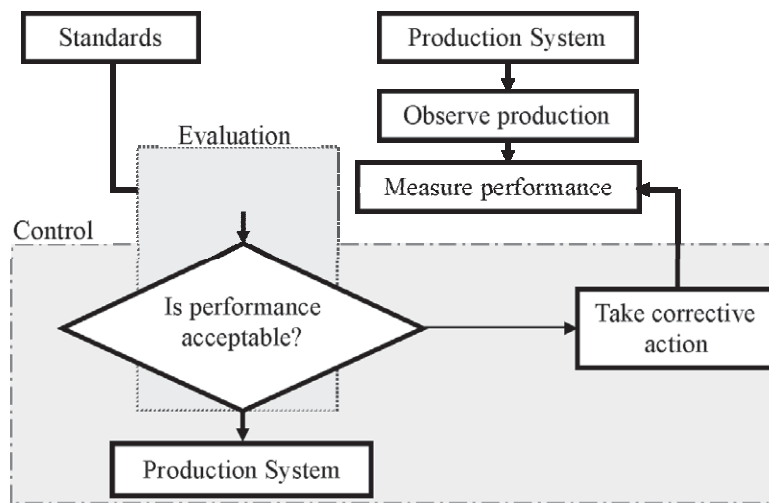 Standards
Production System
Observe production
Evaluation
Measure performance
Control
Is performance
acceptable?
Take corrective
action
Production System